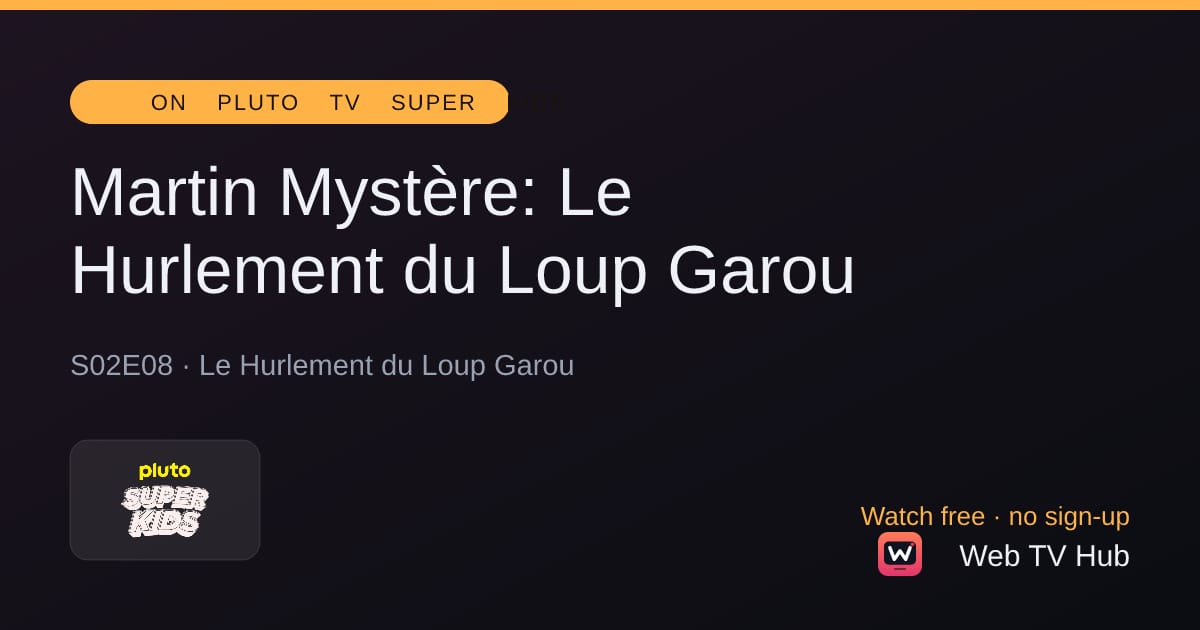 ON PLUTO TV SUPER
Martin Mystère: Le
Hurlement du Loup Garou
S02E08 · Le Hurlement du Loup Garou
pluto
SUPER
KIDS
Watch free · no sign-up
W
Web TV Hub